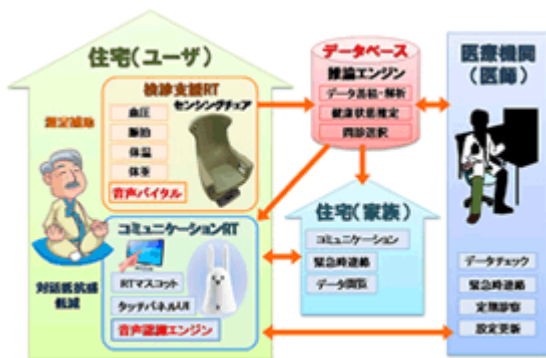 住宅(ユーザ)
検診支援RT
センシングチェア
測定補助
血圧
脈拍
体温
体重
音声バイタル
コミュニケーションRT
対話抵抗感
低減
RTマスコット
タッチパネルUI
音声認識エンジン
データベース
推論エンジン
データ蓄積・解析
健康状態推定
問診選択
住宅(家族)
コミュニケーション
緊急時連絡
データ閲覧
医療機関
(医師)
データチェック
緊急時連絡
定期診察
設定更新